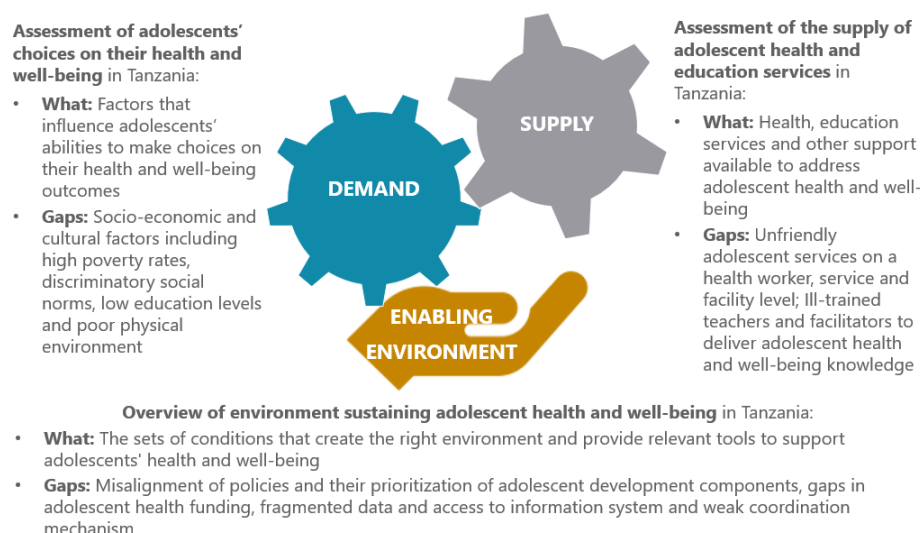 Assessment of adolescents’
choices on their health and
well-being in Tanzania:
• What: Factors that
influence adolescents’
abilities to make choices on
their health and well-being
outcomes
• Gaps: Socio-economic and
cultural factors including
high poverty rates,
discriminatory social
norms, low education levels
and poor physical
environment
DEMAND
SUPPLY
ENABLING
ENVIRONMENT
Assessment of the supply of
adolescent health and
education services in
Tanzania:
• What: Health, education
services and other support
available to address
adolescent health and well-
being
• Gaps: Unfriendly
adolescent services on a
health worker, service and
facility level; Ill-trained
teachers and facilitators to
deliver adolescent health
and well-being knowledge
Overview of environment sustaining adolescent health and well-being in Tanzania:
• What: The sets of conditions that create the right environment and provide relevant tools to support
adolescents' health and well-being
• Gaps: Misalignment of policies and their prioritization of adolescent development components, gaps in
adolescent health funding, fragmented data and access to information system and weak coordination
mechanism